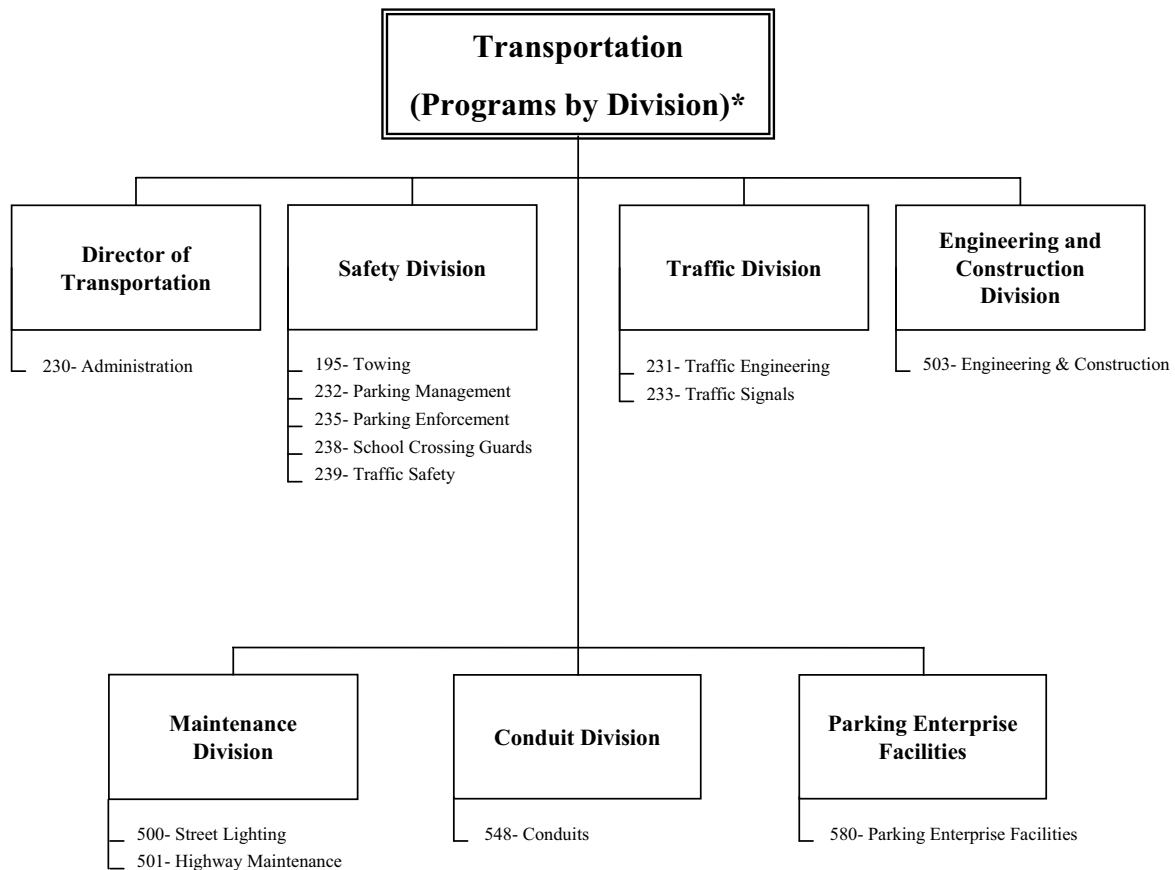 Transportation
(Programs by Division)*
Director of
Transportation
230- Administration
Safety Division
195- Towing
232- Parking Management
235- Parking Enforcement
238- School Crossing Guards
239- Traffic Safety
Traffic Division
231- Traffic Engineering
233- Traffic Signals
Engineering and
Construction
Division
503- Engineering & Construction
Maintenance
Division
500- Street Lighting
501- Highway Maintenance
Conduit Division
548- Conduits
Parking Enterprise
Facilities
580- Parking Enterprise Facilities